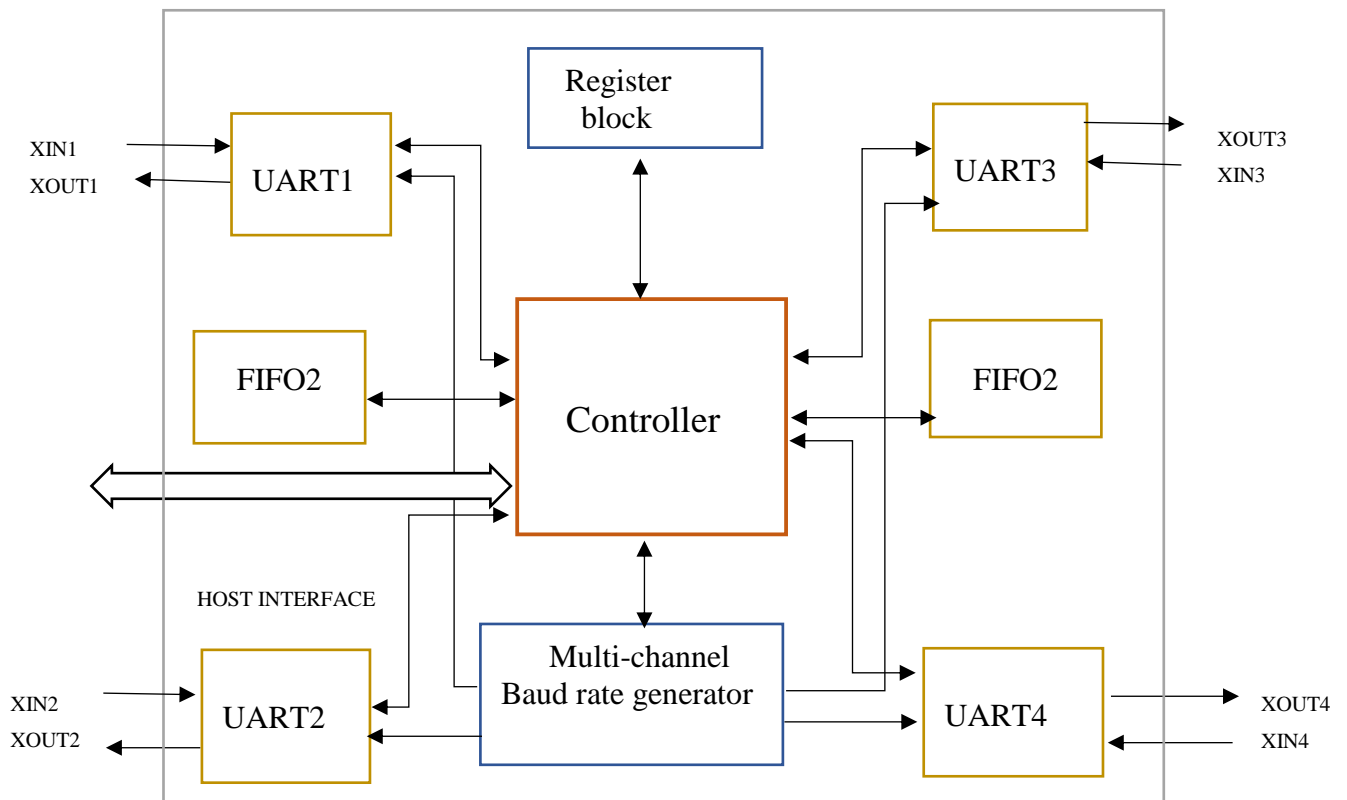 Register
block
XIN1
XOUT1
UART1
UART3
XOUT3
XIN3
FIFO2
Controller
FIFO2
HOST INTERFACE
XIN2
XOUT2
UART2
Multi-channel
Baud rate generator
UART4
XOUT4
XIN4